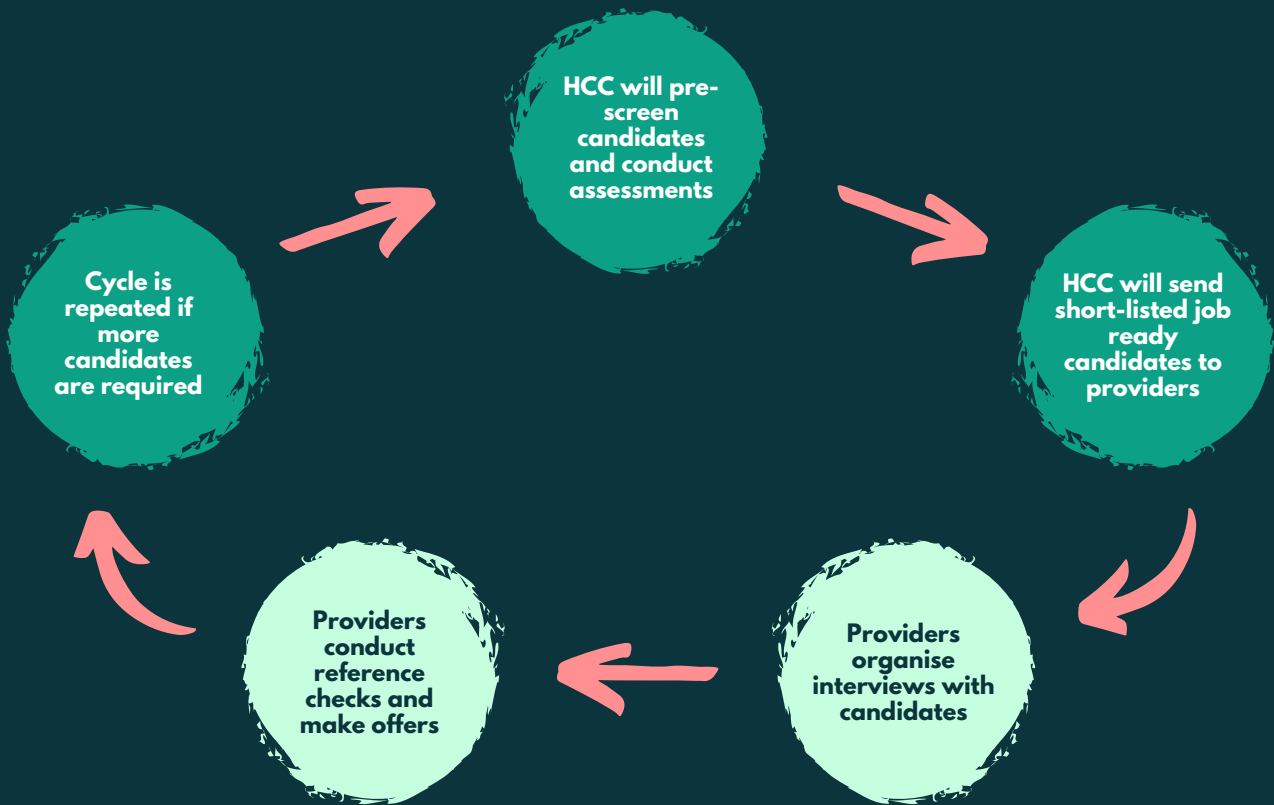 HCC will pre-
screen
candidates
and conduct
assessments
HCC will send
short-listed job
ready
candidates to
providers
Providers
organise
interviews with
candidates
Providers
conduct
reference
checks and
make offers
Cycle is
repeated if
more
candidates
are required